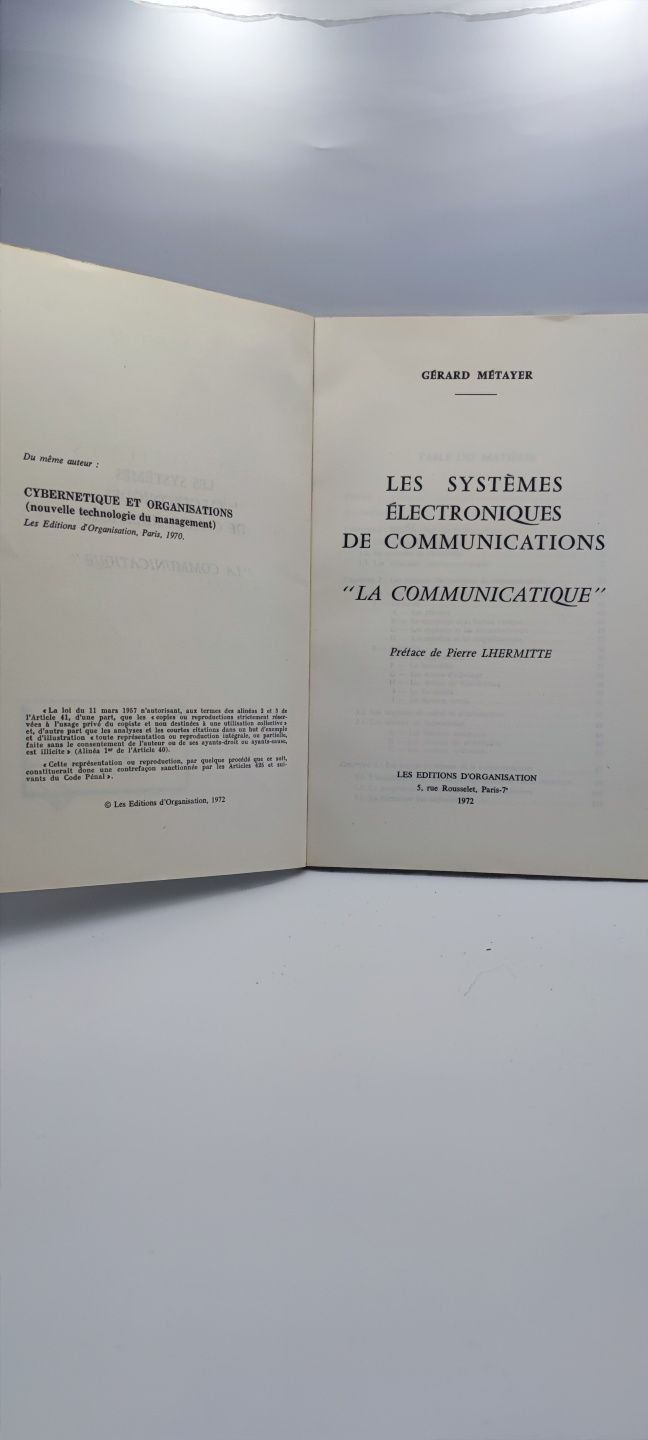 Du même auteur :
CYBERNETIQUE ET ORGANISATIONS
(nouvelle technologie du management)
Les Editions d'Organisation, Paris, 1970.
« La loi du 11 mars 1957 n'autorisant, aux termes des alinéas 2 et 3 de
l'Article 41, d'une part, que les « copies ou reproductions strictement réser-
vées à l'usage privé du copiste et non destinées à une utilisation collective »
et, d'autre part que les analyses et les courtes citations dans un but d'exemple
et d'illustration « toute représentation ou reproduction intégrale, ou partielle,
faite sans le consentement de l'auteur ou de ses ayants-droit ou ayants-cause,
est illicite » (Alinéa 1er de l'Article 40).
« Cette représentation ou reproduction, par quelque procédé que ce soit,
constituerait donc une contrefaçon sanctionnée par les Articles 425 et sui-
vants du Code Pénal ».
© Les Editions d'Organisation, 1972
GÉRARD MÉTAYER
LES SYSTÈMES
ÉLECTRONIQUES
DE COMMUNICATIONS
"LA COMMUNICATIQUE"
Préface de Pierre LHERMITTE
LES EDITIONS D'ORGANISATION
5, rue Rousselet, Paris-7e
1972